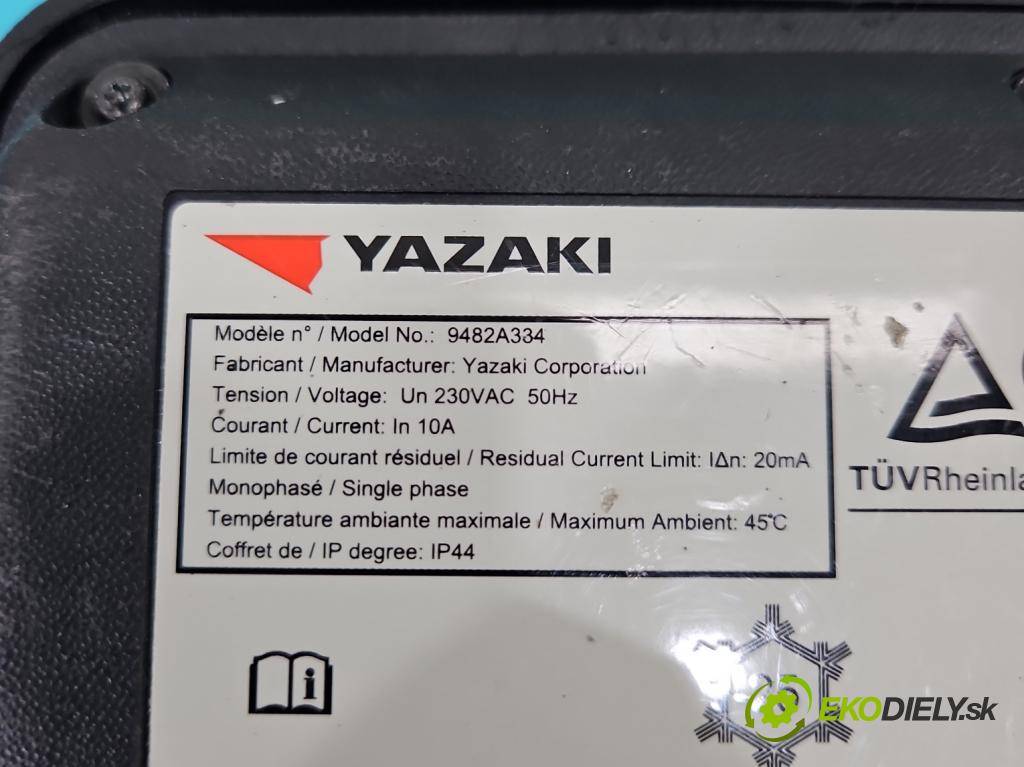 YAZAKI
Modèle n° / Model No.: 9482A334
Fabricant / Manufacturer: Yazaki Corporation
Tension / Voltage: Un 230VAC 50Hz
Courant / Current: In 10A
Limite de courant résiduel / Residual Current Limit: I∆n: 20mA
Monophasé / Single phase
Température ambiante maximale / Maximum Ambient: 45°C
Coffret de / IP degree: IP44
TÜVRheinla
EKODIELY.sk